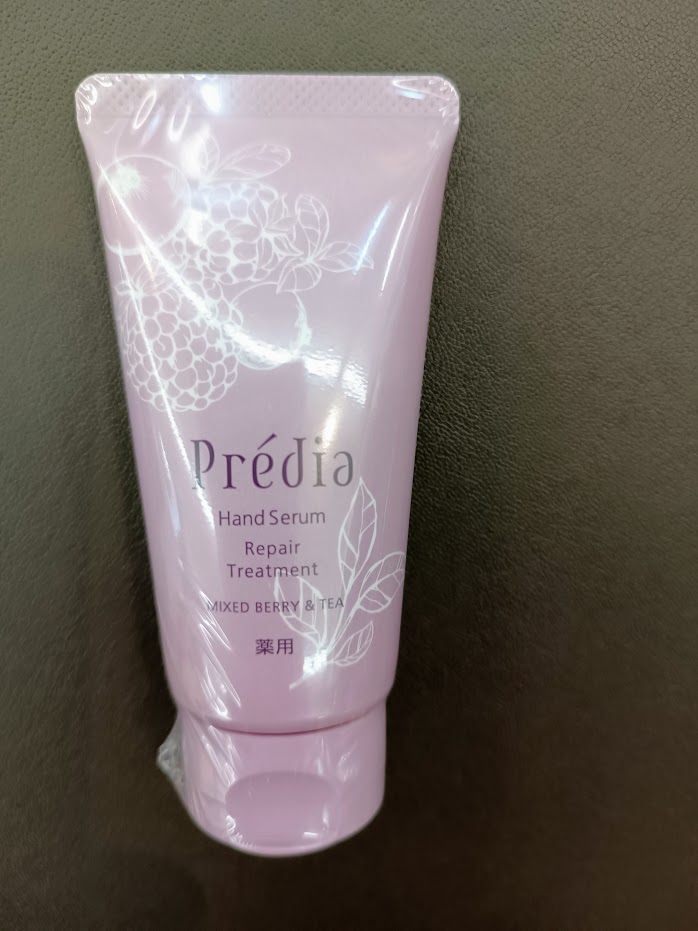 Prédia
Hand Serum
Repair
Treatment
MIXED BERRY & TEA
薬用